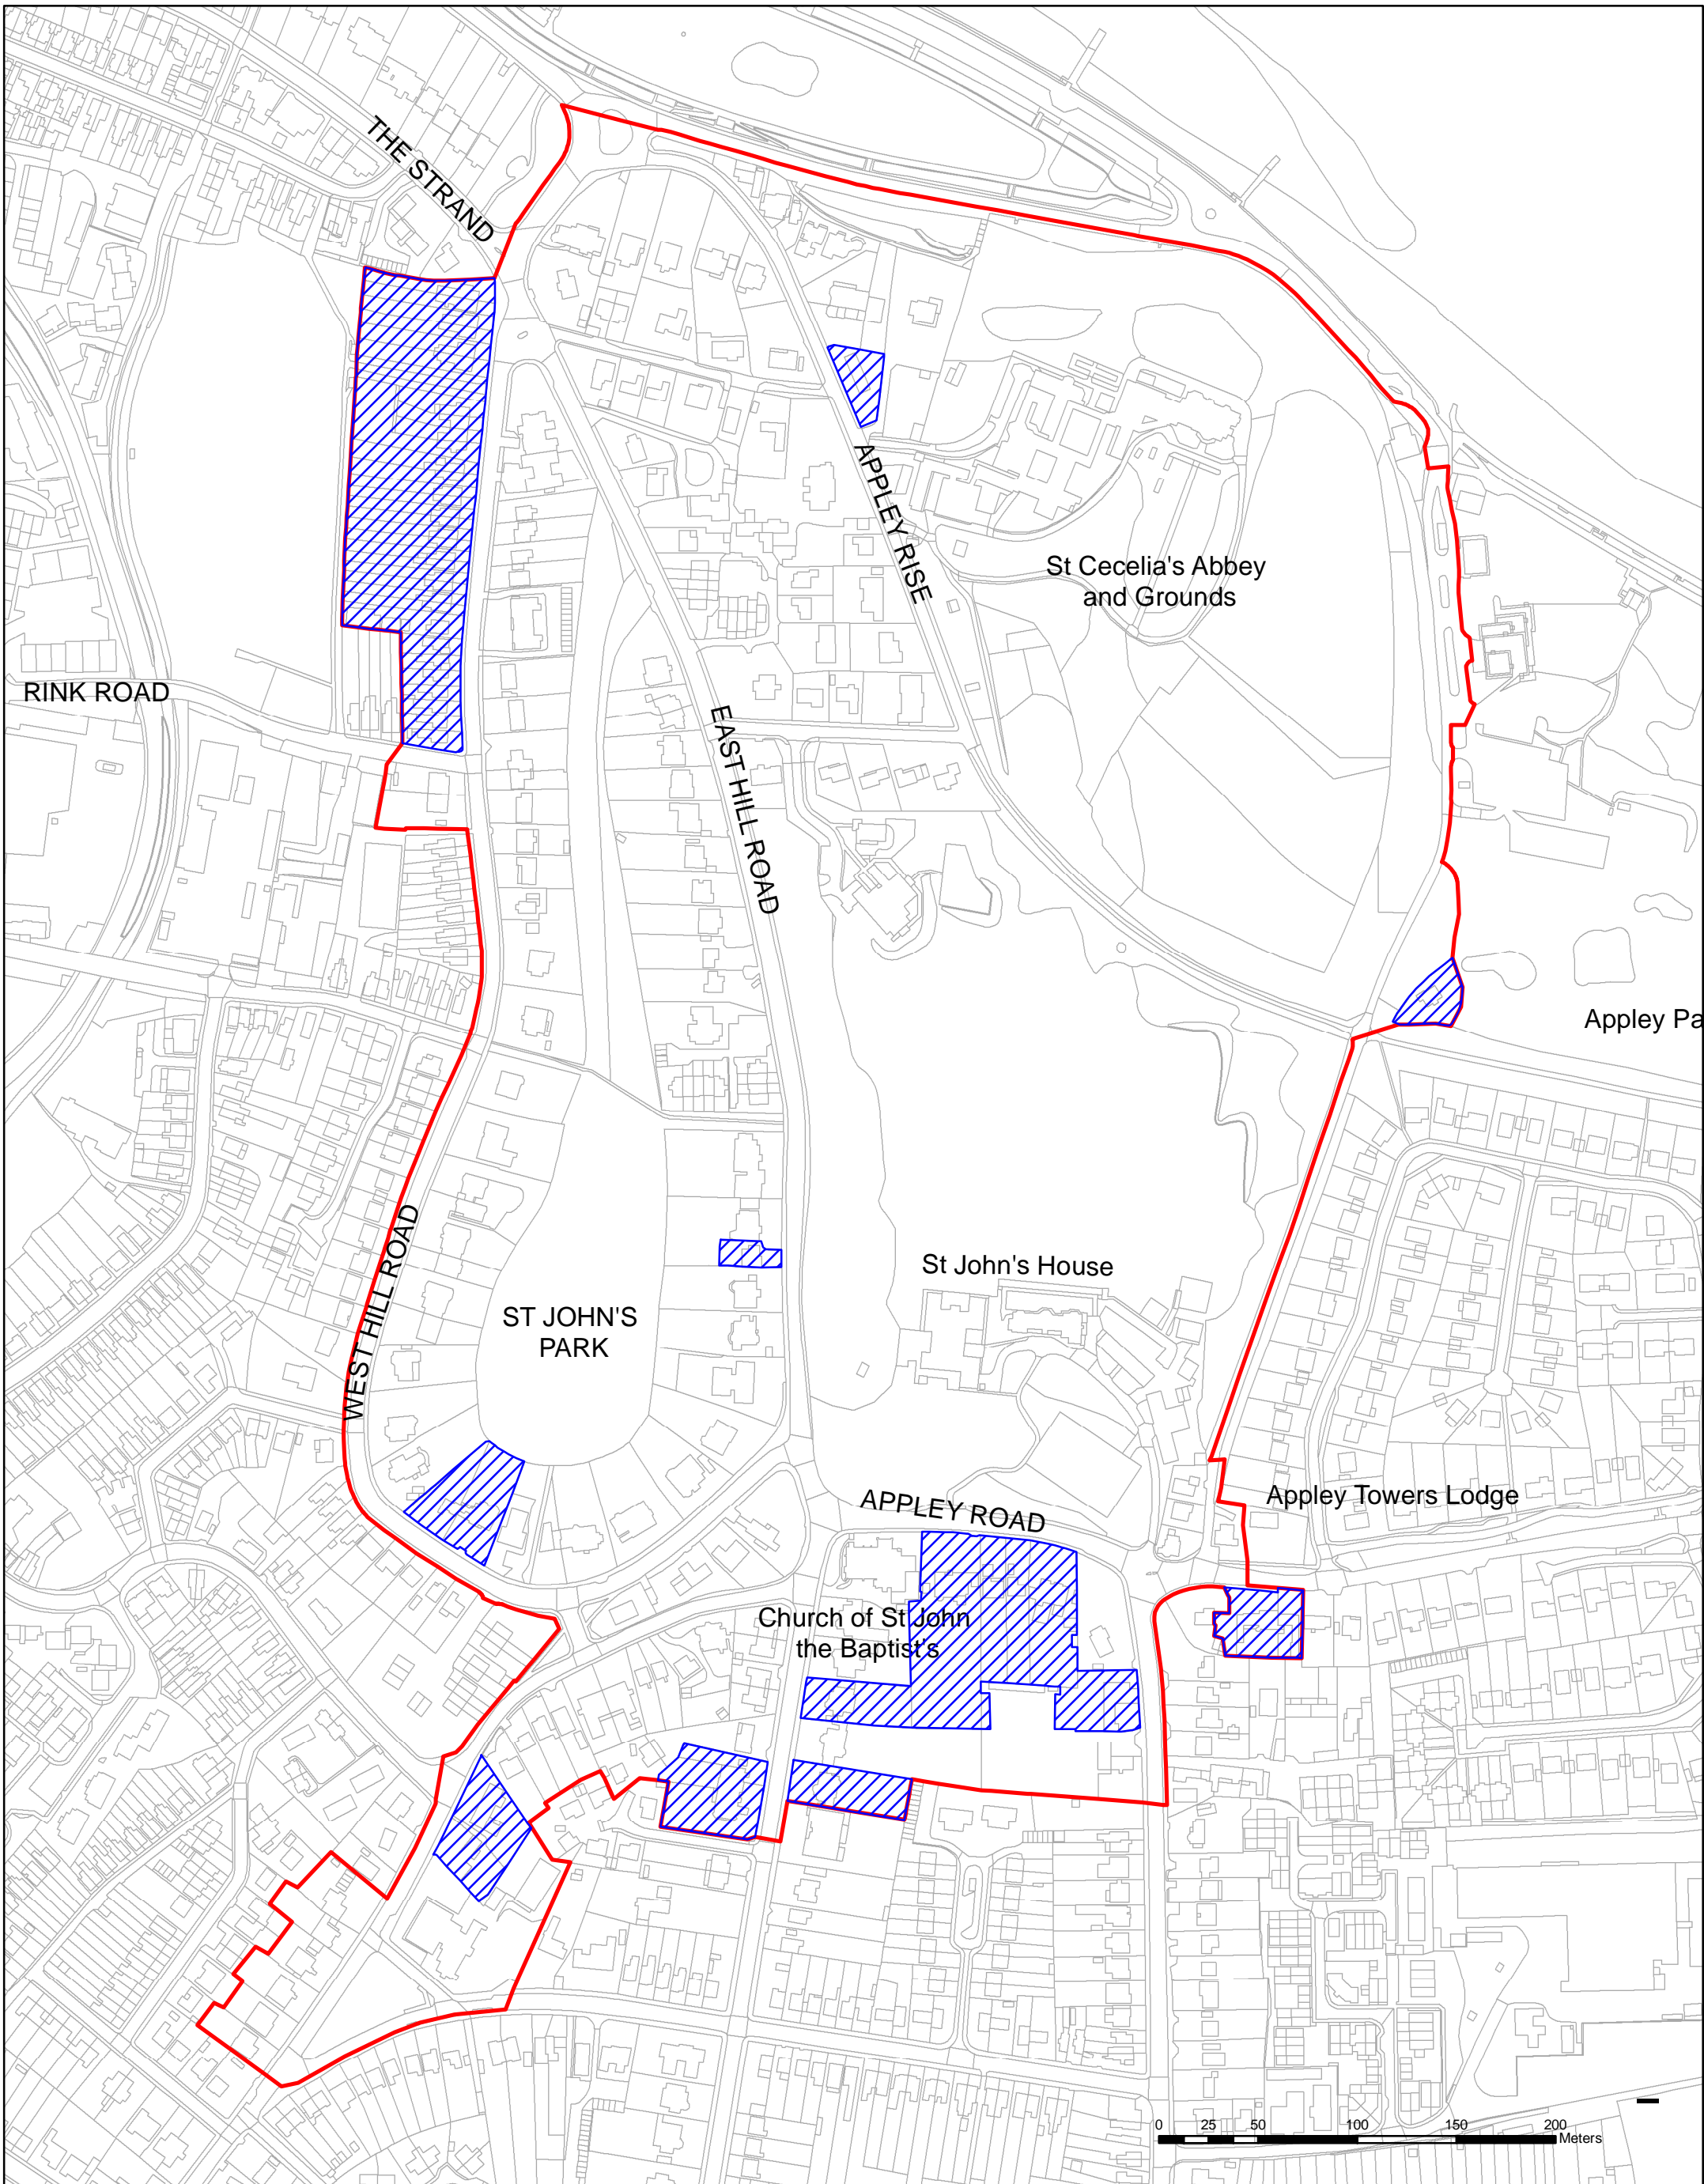 THE STRAND
APPLEY RISE
St Cecelia's Abbey
and Grounds
RINK ROAD
EAST HILL ROAD
Appley Pa
WEST HILL ROAD
St John's House
ST JOHN'S
PARK
APPLEY ROAD
Appley Towers Lodge
Church of St John
the Baptist's
0 25 50 100 150 200
Meters